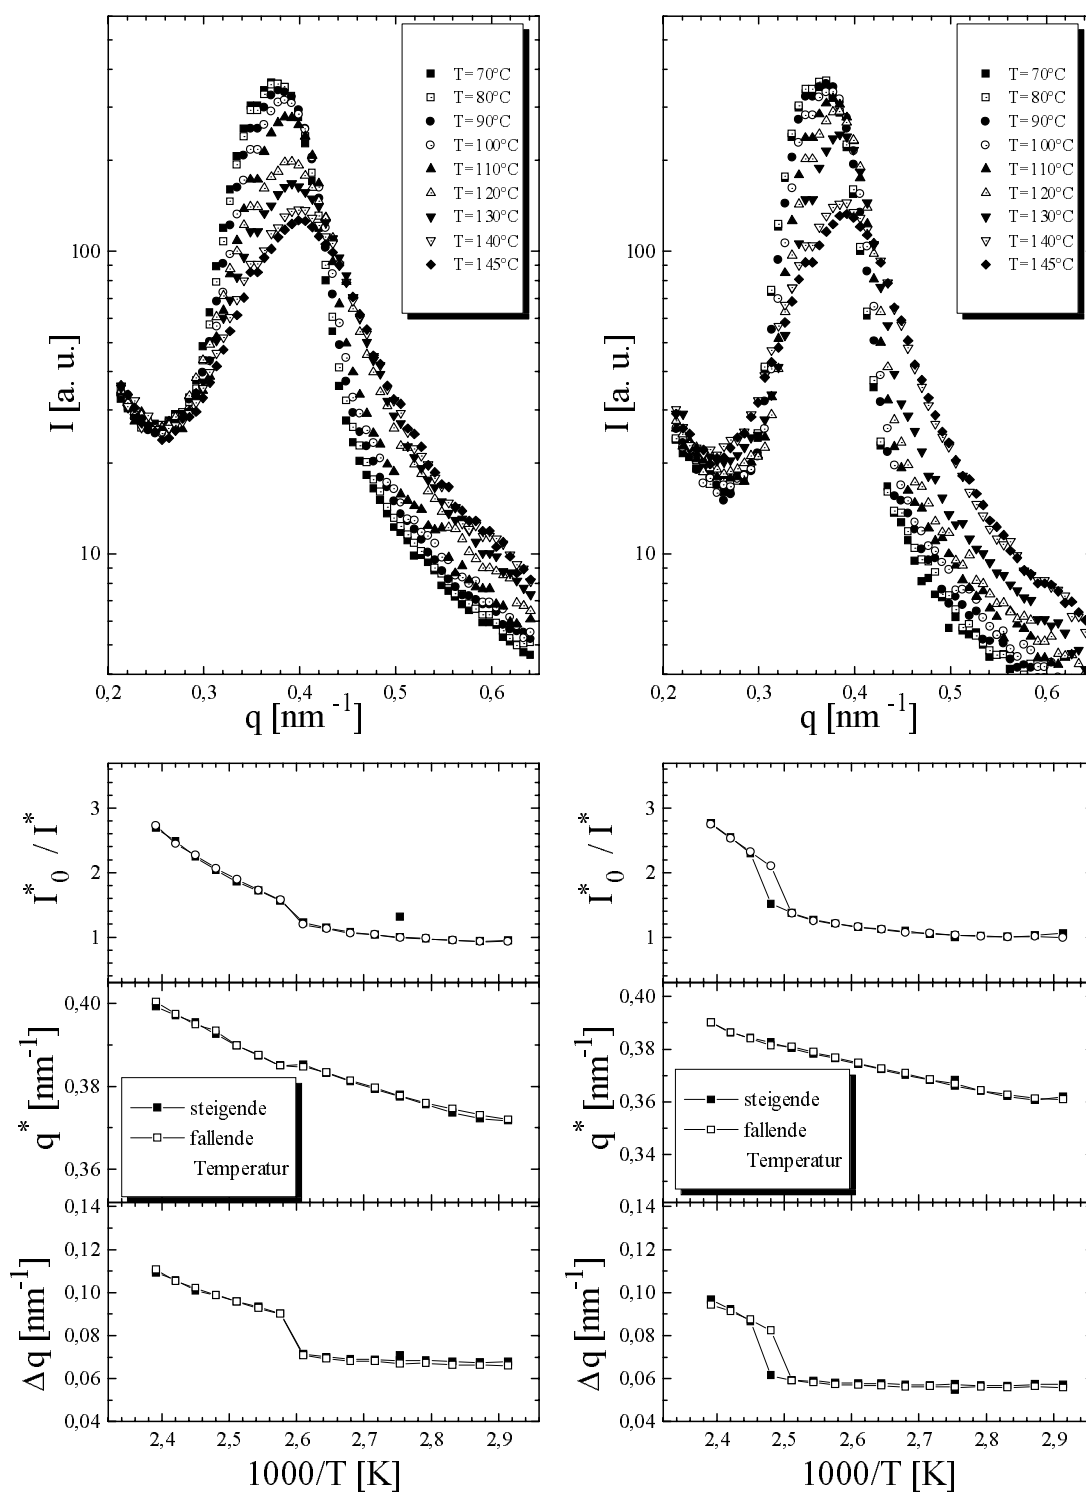 I [a. u.]
100
10
T=70°C
T=80°C
T=90°C
T=100°C
T=110°C
T=120°C
T=130°C
T=140°C
T=145°C
0,2 0,3 0,4 0,5 0,6
q [nm⁻¹]
I [a. u.]
100
10
T=70°C
T=80°C
T=90°C
T=100°C
T=110°C
T=120°C
T=130°C
T=140°C
T=145°C
0,2 0,3 0,4 0,5 0,6
q [nm⁻¹]
I*₀ / I*
3
2
1
q* [nm⁻¹]
0,40
0,38
0,36
steigende
fallende
Temperatur
Δq [nm⁻¹]
0,14
0,12
0,10
0,08
0,06
0,04
2,4 2,5 2,6 2,7 2,8 2,9
1000/T [K]
I*₀ / I*
3
2
1
q* [nm⁻¹]
0,40
0,38
0,36
0,34
steigende
fallende
Temperatur
Δq [nm⁻¹]
0,14
0,12
0,10
0,08
0,06
0,04
2,4 2,5 2,6 2,7 2,8 2,9
1000/T [K]